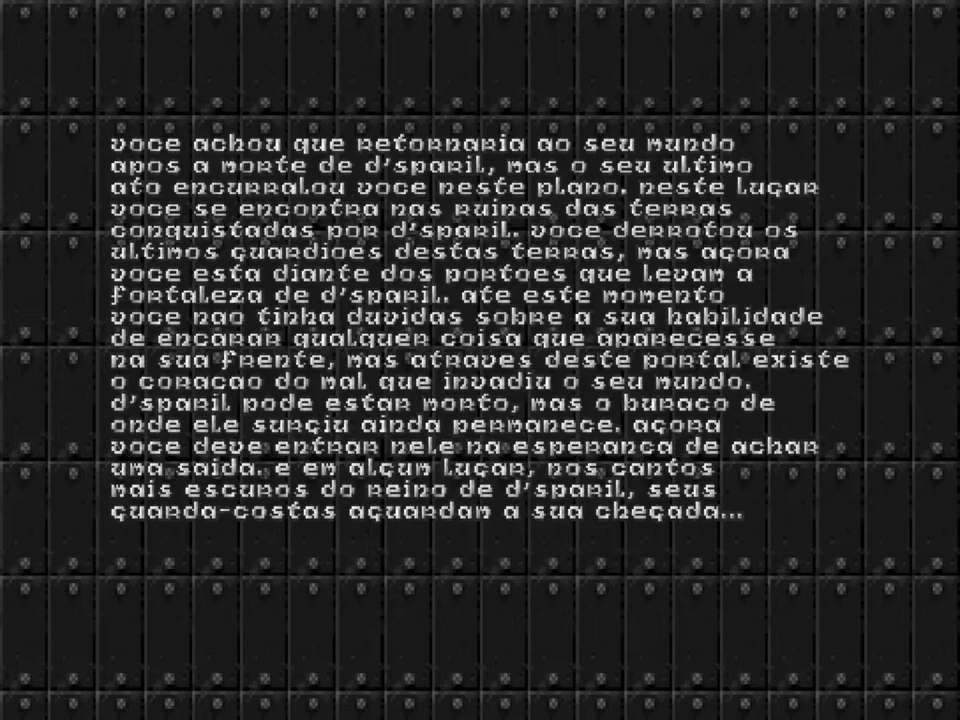 voce achou que retornaria ao seu mundo
apos a morte de d'sparil, mas o seu ultimo
ato encurralou voce neste plano. neste lugar
voce se encontra nas ruinas das terras
conquistadas por d'sparil. voce derrotou os
ultimos guardioes destas terras, mas agora
voce esta diante dos portoes que levam a
fortaleza de d'sparil. ate este momento
voce nao tinha duvidas sobre a sua habilidade
de encarar qualquer coisa que aparecesse
na sua frente, mas atraves deste portal existe
o coracao do mal que invadiu o seu mundo.
d'sparil pode estar morto, mas o buraco de
onde ele surgiu ainda permanece. agora
voce deve entrar nele na esperanca de achar
uma saida. e em algum lugar, nos cantos
mais escuros do reino de d'sparil, seus
guarda-costas aguardam a sua chegada...